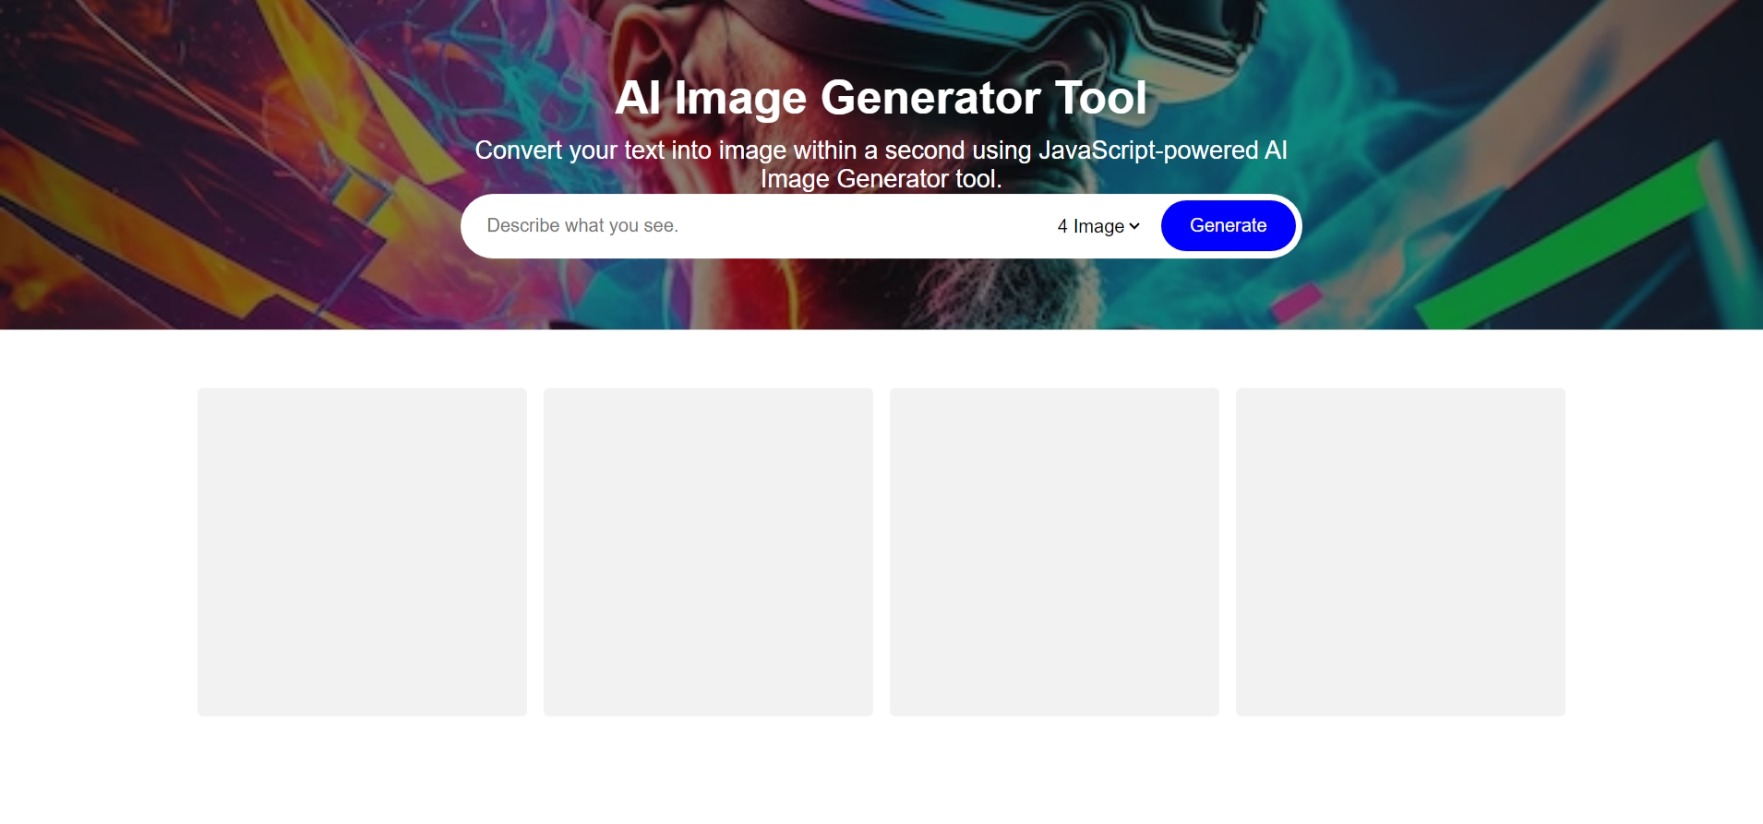 AI Image Generator Tool
Convert your text into image within a second using JavaScript-powered AI
Image Generator tool.
Describe what you see.
4 Image
Generate